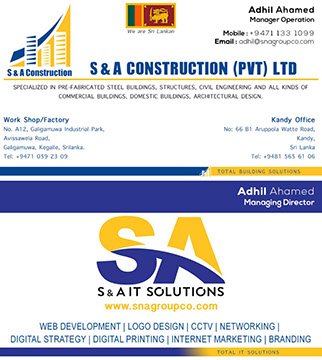 Adhil Ahamed
Manager Operation
We are Sri Lankan
Mobile : +9471 133 1099
Email : adhil@snagroupco.com
S & A Construction
S & A CONSTRUCTION (PVT) LTD
SPECIALIZED IN PRE-FABRICATED STEEL BUILDINGS, STRUCTURES, CIVIL ENGINEERING AND ALL KINDS OF
COMMERCIAL BUILDINGS, DOMESTIC BUILDINGS, ARCHITECTURAL DESIGN.
Work Shop/Factory
No. A12, Galigamuwa Industrial Park,
Avissawela Road,
Galigamuwa, Kegalle, Srilanka.
Tel: +9471 059 23 09
Kandy Office
No: 66 B1 Aruppola Watte Road,
Kandy,
Sri Lanka
Tel: +9481 565 61 06
TOTAL BUILDING SOLUTIONS
Adhil Ahamed
Managing Director
SA
S & A IT SOLUTIONS
www.snagroupco.com
WEB DEVELOPMENT | LOGO DESIGN | CCTV | NETWORKING |
DIGITAL STRATEGY | DIGITAL PRINTING | INTERNET MARKETING | BRANDING
TOTAL IT SOLUTIONS